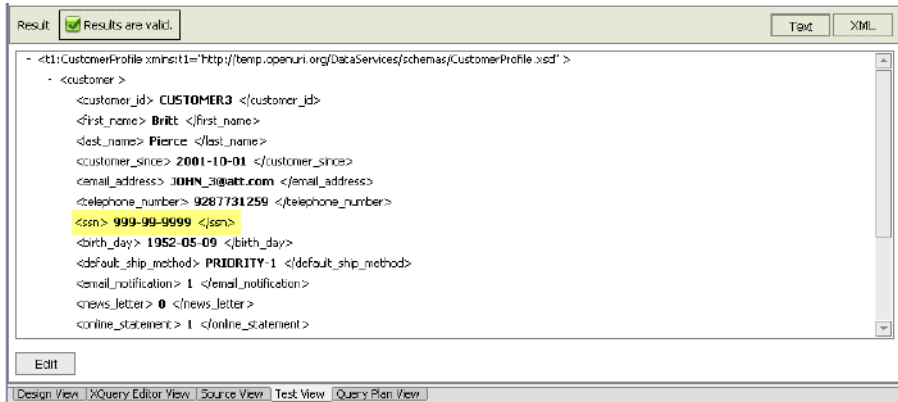 Result Results are valid. Text XML
- <t1:CustomerProfile xmlns:t1="http://temp.openuri.org/DataServices/schemas/CustomerProfile.xsd" >
- <customer >
<customer_id> CUSTOMER3 </customer_id>
<first_name> Britt </first_name>
<last_name> Pierce </last_name>
<customer_since> 2001-10-01 </customer_since>
<email_address> JOHN_3@att.com </email_address>
<telephone_number> 9287731259 </telephone_number>
<ssn> 999-99-9999 </ssn>
<birth_day> 1952-05-09 </birth_day>
<default_ship_method> PRIORITY-1 </default_ship_method>
<email_notification> 1 </email_notification>
<news_letter> 0 </news_letter>
<online_statement> 1 </online_statement>
Edit
Design View XQuery Editor View Source View Test View Query Plan View